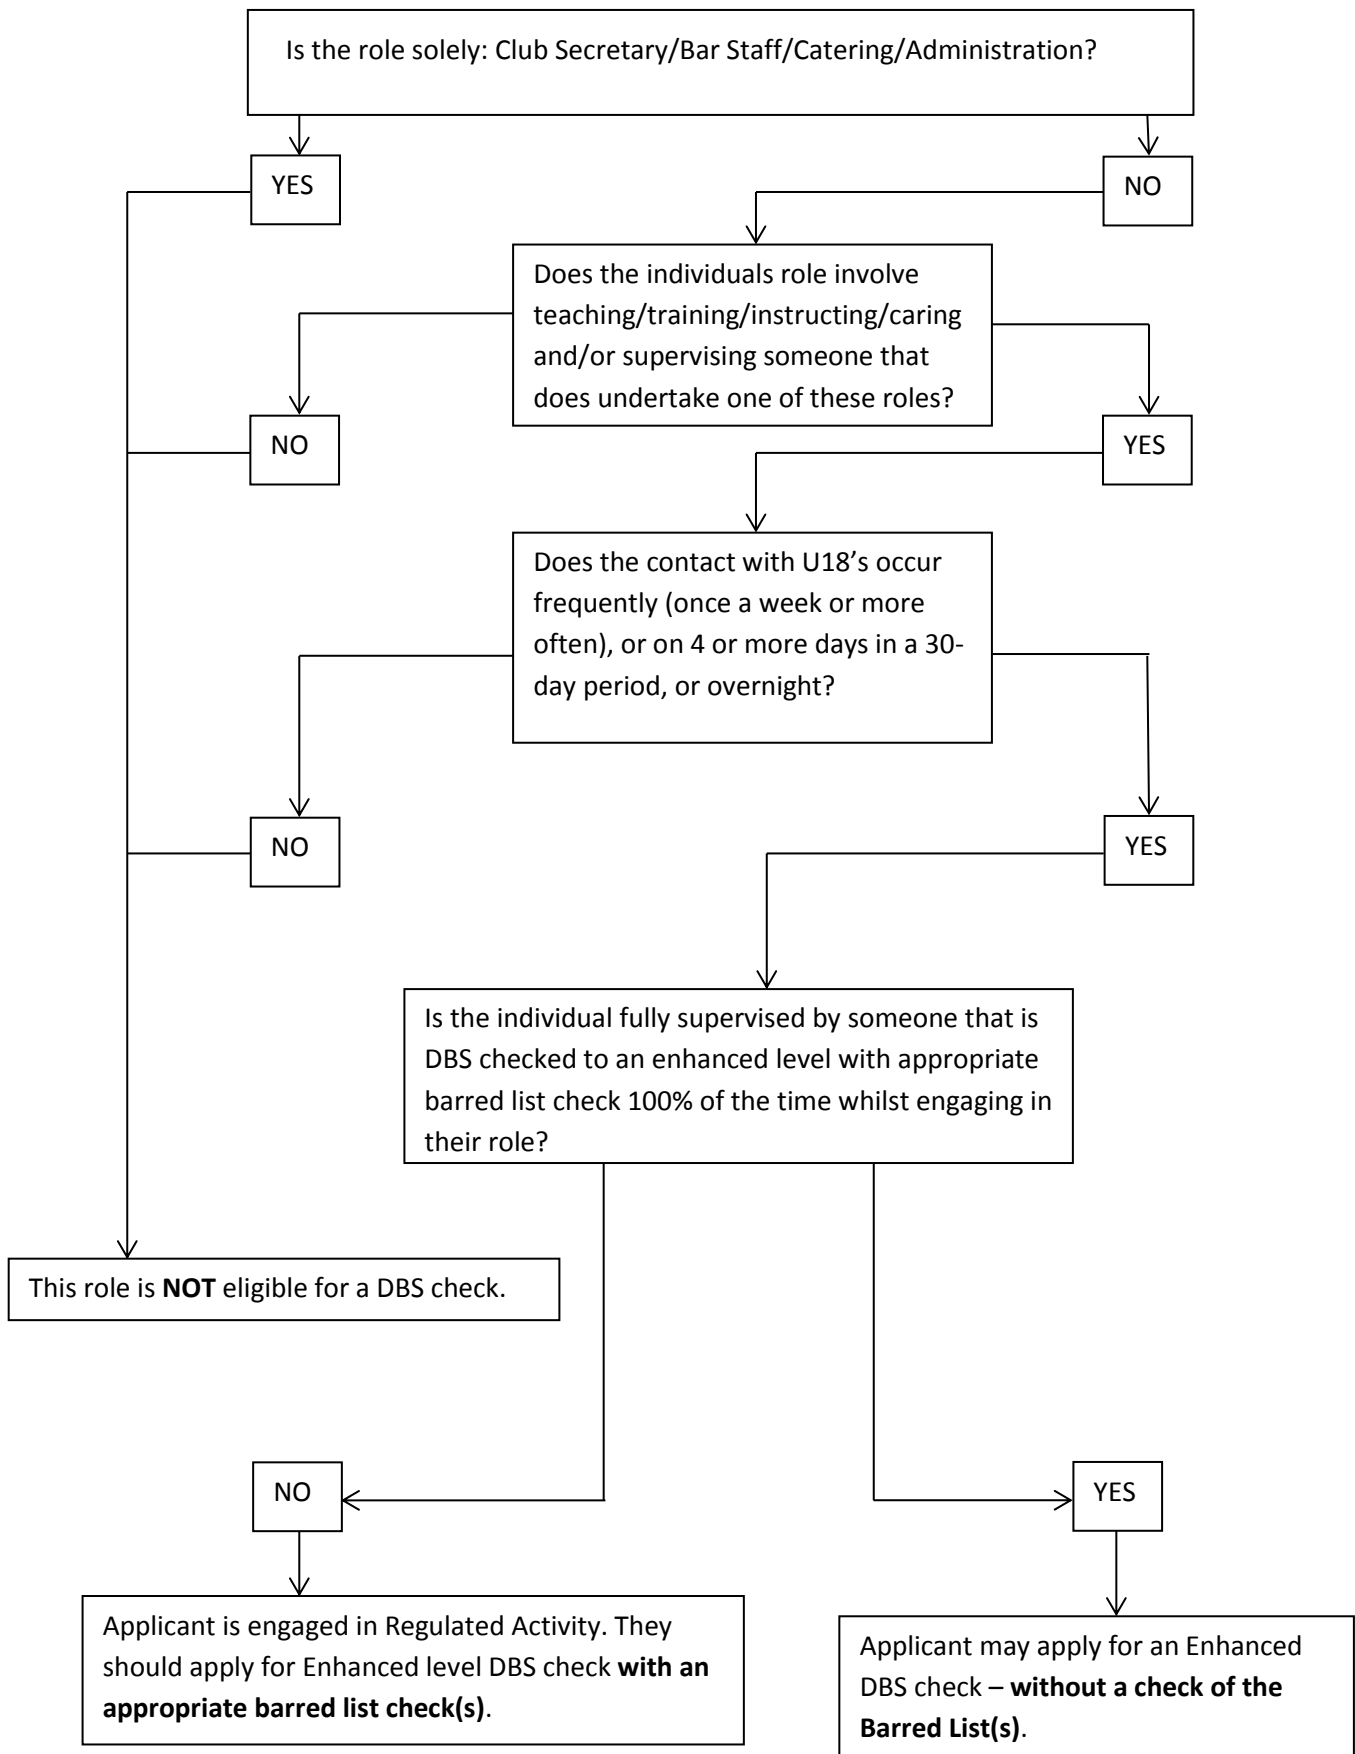 Is the role solely: Club Secretary/Bar Staff/Catering/Administration?
YES
NO
Does the individuals role involve
teaching/training/instructing/caring
and/or supervising someone that
does undertake one of these roles?
NO
YES
Does the contact with U18’s occur
frequently (once a week or more
often), or on 4 or more days in a 30-
day period, or overnight?
NO
YES
Is the individual fully supervised by someone that is
DBS checked to an enhanced level with appropriate
barred list check 100% of the time whilst engaging in
their role?
This role is NOT eligible for a DBS check.
NO
YES
Applicant is engaged in Regulated Activity. They
should apply for Enhanced level DBS check with an
appropriate barred list check(s).
Applicant may apply for an Enhanced
DBS check – without a check of the
Barred List(s).